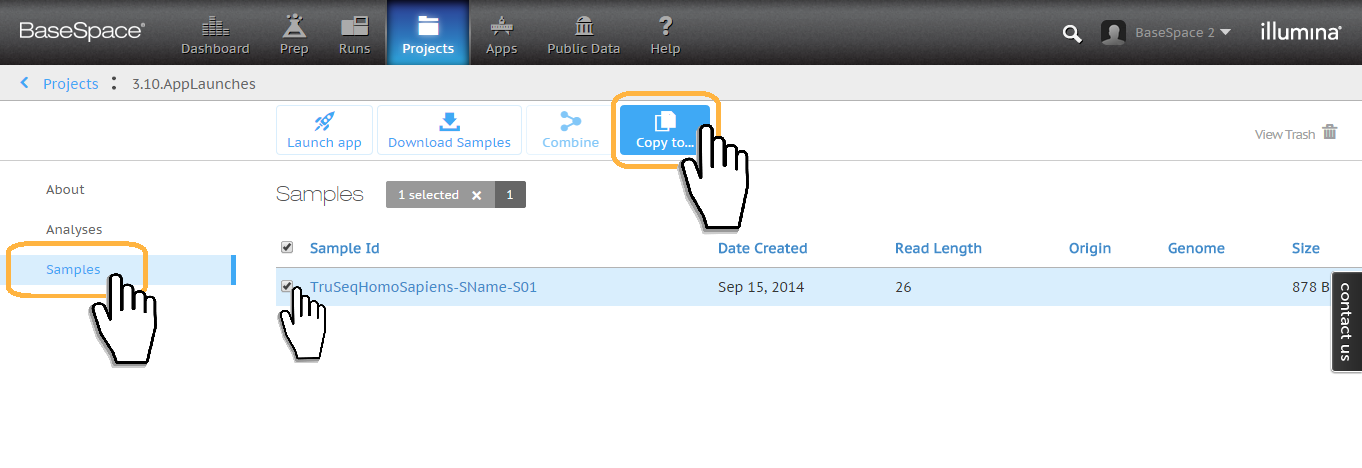 BaseSpace® Dashboard Prep Runs Projects Apps Public Data ? Help BaseSpace 2 illumina®
Projects : 3.10.AppLaunches
Launch app Download Samples Combine Copy to... View Trash
About
Analyses
Samples
Samples 1 selected × 1
Sample Id Date Created Read Length Origin Genome Size
TruSeqHomoSapiens-SName-S01 Sep 15, 2014 26 878 B
contact us